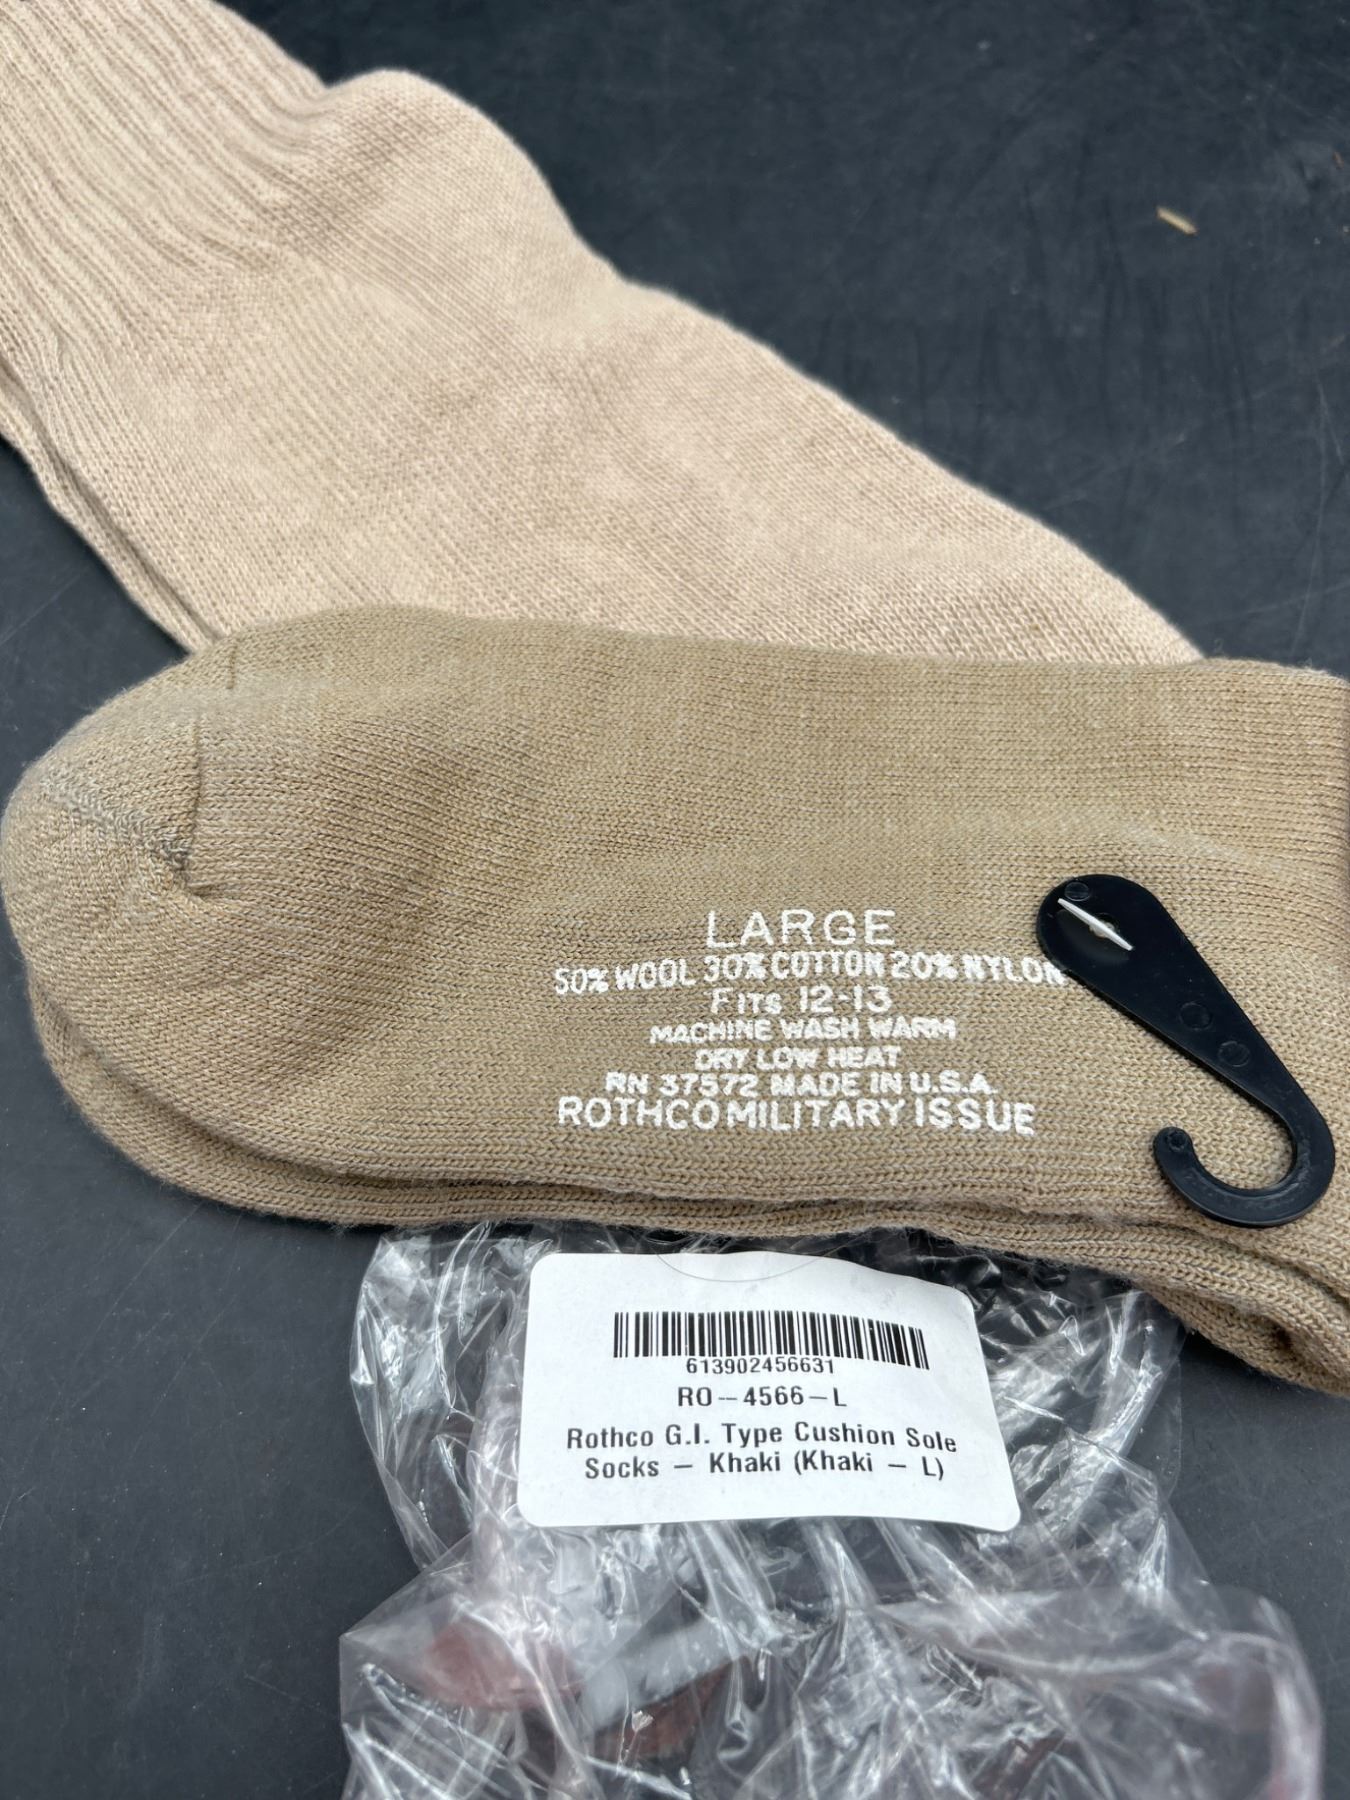 LARGE
50% WOOL 30% COTTON 20% NYLON
FITS 12-13
MACHINE WASH WARM
DRY LOW HEAT
RN 37572 MADE IN U.S.A.
ROTHCO MILITARY ISSUE
613902456631
RO-4566-L
Rothco G.I. Type Cushion Sole
Socks - Khaki (Khaki - L)